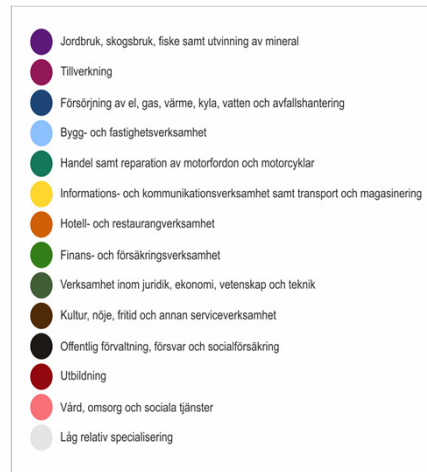 Jordbruk, skogsbruk, fiske samt utvinning av mineral
Tillverkning
Försörjning av el, gas, värme, kyla, vatten och avfallshantering
Bygg- och fastighetsverksamhet
Handel samt reparation av motorfordon och motorcyklar
Informations- och kommunikationsverksamhet samt transport och magasinering
Hotell- och restaurangverksamhet
Finans- och försäkringsverksamhet
Verksamhet inom juridik, ekonomi, vetenskap och teknik
Kultur, nöje, fritid och annan serviceverksamhet
Offentlig förvaltning, försvar och socialförsäkring
Utbildning
Vård, omsorg och sociala tjänster
Låg relativ specialisering